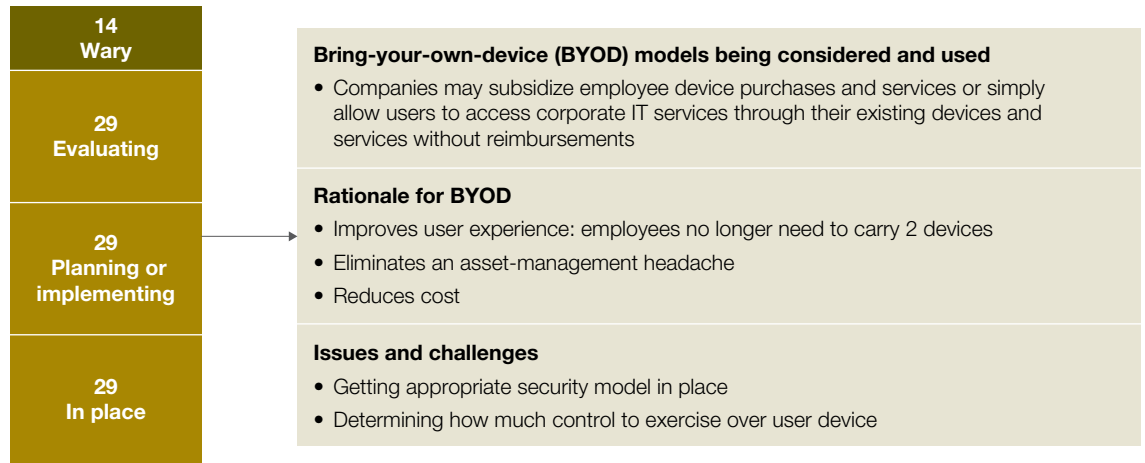 14
Wary
29
Evaluating
29
Planning or
implementing
29
In place
Bring-your-own-device (BYOD) models being considered and used
• Companies may subsidize employee device purchases and services or simply
allow users to access corporate IT services through their existing devices and
services without reimbursements
Rationale for BYOD
• Improves user experience: employees no longer need to carry 2 devices
• Eliminates an asset-management headache
• Reduces cost
Issues and challenges
• Getting appropriate security model in place
• Determining how much control to exercise over user device